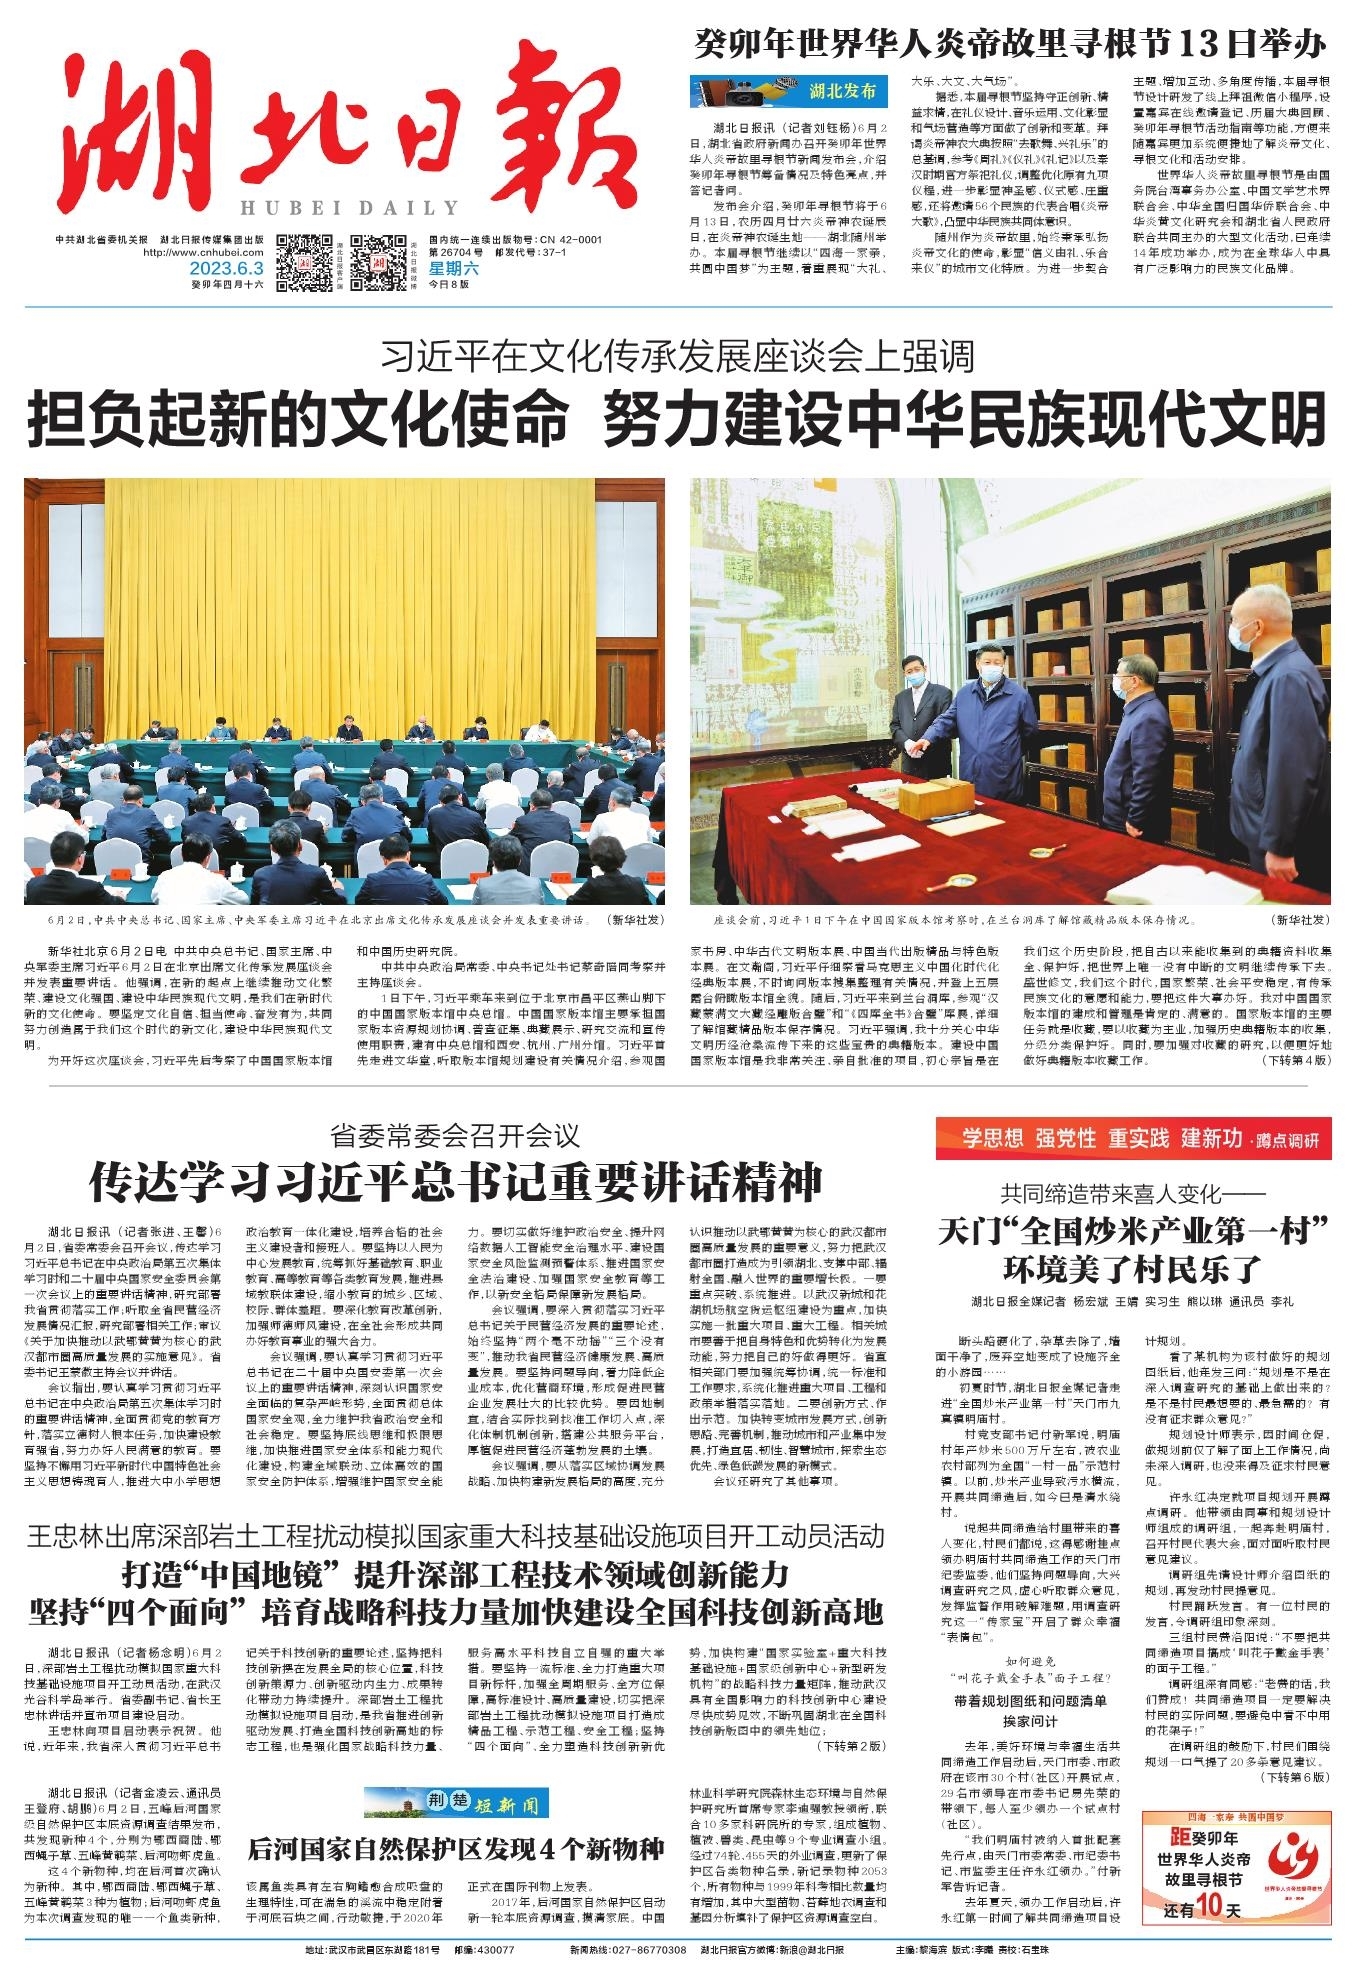 湖北日报
HUBEI DAILY
中共湖北省委机关报 湖北日报传媒集团出版
http://www.cnhubei.com
2023.6.3
癸卯年四月十六
湖北日报客户端
湖北日报微博
国内统一连续出版物号:CN 42-0001
第26704号 邮发代号:37-1
星期六
今日8版
癸卯年世界华人炎帝故里寻根节13日举办
湖北发布
湖北日报讯(记者刘钰杨)6月2
日,湖北省政府新闻办召开癸卯年世界
华人炎帝故里寻根节新闻发布会,介绍
癸卯年寻根节筹备情况及特色亮点,并
答记者问。
发布会介绍,癸卯年寻根节将于6
月13日,农历四月廿六炎帝神农诞辰
日,在炎帝神农诞生地——湖北随州举
办。本届寻根节继续以“四海一家亲,
共圆中国梦”为主题,着重展现“大礼、
大乐、大文、大气场”。
据悉,本届寻根节坚持守正创新、精
益求精,在礼仪设计、音乐运用、文化彰显
和气场营造等方面做了创新和变革。拜
谒炎帝神农大典按照“去歌舞、兴礼乐”的
总基调,参考《周礼》《仪礼》《礼记》以及秦
汉时期官方祭祀礼仪,调整优化原有九项
仪程,进一步彰显神圣感、仪式感、庄重
感,还将邀请56个民族的代表合唱《炎帝
大歌》,凸显中华民族共同体意识。
随州作为炎帝故里,始终秉承弘扬
炎帝文化的使命,彰显“信义由礼、乐合
来仪”的城市文化特质。为进一步契合
主题、增加互动、多角度传播,本届寻根
节设计研发了线上拜祖微信小程序,设
置嘉宾在线邀请登记、历届大典回顾、
癸卯年寻根节活动指南等功能,方便来
随嘉宾更加系统便捷地了解炎帝文化、
寻根文化和活动安排。
世界华人炎帝故里寻根节是由国
务院台湾事务办公室、中国文学艺术界
联合会、中华全国归国华侨联合会、中
华炎黄文化研究会和湖北省人民政府
联合共同主办的大型文化活动,已连续
14年成功举办,成为在全球华人中具
有广泛影响力的民族文化品牌。
习近平在文化传承发展座谈会上强调
担负起新的文化使命 努力建设中华民族现代文明
6月2日,中共中央总书记、国家主席、中央军委主席习近平在北京出席文化传承发展座谈会并发表重要讲话。 (新华社发)
座谈会前,习近平1日下午在中国国家版本馆考察时,在兰台洞库了解馆藏精品版本保存情况。 (新华社发)
新华社北京6月2日电 中共中央总书记、国家主席、中
央军委主席习近平6月2日在北京出席文化传承发展座谈会
并发表重要讲话。他强调,在新的起点上继续推动文化繁
荣、建设文化强国、建设中华民族现代文明,是我们在新时代
新的文化使命。要坚定文化自信、担当使命、奋发有为,共同
努力创造属于我们这个时代的新文化,建设中华民族现代文
明。
为开好这次座谈会,习近平先后考察了中国国家版本馆
和中国历史研究院。
中共中央政治局常委、中央书记处书记蔡奇陪同考察并
主持座谈会。
1日下午,习近平乘车来到位于北京市昌平区燕山脚下
的中国国家版本馆中央总馆。中国国家版本馆主要承担国
家版本资源规划协调、普查征集、典藏展示、研究交流和宣传
使用职责,建有中央总馆和西安、杭州、广州分馆。习近平首
先走进文华堂,听取版本馆规划建设有关情况介绍,参观国
家书房、中华古代文明版本展、中国当代出版精品与特色版
本展。在文瀚阁,习近平仔细察看马克思主义中国化时代化
经典版本展,不时询问版本搜集整理有关情况,并登上五层
露台俯瞰版本馆全貌。随后,习近平来到兰台洞库,参观“汉
藏蒙满文大藏经雕版合璧”和“《四库全书》合璧”库展,详细
了解馆藏精品版本保存情况。习近平强调,我十分关心中华
文明历经沧桑流传下来的这些宝贵的典籍版本。建设中国
国家版本馆是我非常关注、亲自批准的项目,初心宗旨是在
我们这个历史阶段,把自古以来能收集到的典籍资料收集
全、保护好,把世界上唯一没有中断的文明继续传承下去。
盛世修文,我们这个时代,国家繁荣、社会平安稳定,有传承
民族文化的意愿和能力,要把这件大事办好。我对中国国家
版本馆的建成和管理是肯定的、满意的。国家版本馆的主要
任务就是收藏,要以收藏为主业,加强历史典籍版本的收集,
分级分类保护好。同时,要加强对收藏的研究,以便更好地
做好典籍版本收藏工作。 (下转第4版)
省委常委会召开会议
传达学习习近平总书记重要讲话精神
湖北日报讯(记者张进、王馨)6
月2日,省委常委会召开会议,传达学习
习近平总书记在中央政治局第五次集体
学习时和二十届中央国家安全委员会第
一次会议上的重要讲话精神,研究部署
我省贯彻落实工作;听取全省民营经济
发展情况汇报,研究部署相关工作;审议
《关于加快推动以武鄂黄黄为核心的武
汉都市圈高质量发展的实施意见》。省
委书记王蒙徽主持会议并讲话。
会议指出,要认真学习贯彻习近平
总书记在中央政治局第五次集体学习时
的重要讲话精神,全面贯彻党的教育方
针,落实立德树人根本任务,加快建设教
育强省,努力办好人民满意的教育。要
坚持不懈用习近平新时代中国特色社会
主义思想铸魂育人,推进大中小学思想
政治教育一体化建设,培养合格的社会
主义建设者和接班人。要坚持以人民为
中心发展教育,统筹抓好基础教育、职业
教育、高等教育等各类教育发展,推进县
域教联体建设,缩小教育的城乡、区域、
校际、群体差距。要深化教育改革创新,
加强师德师风建设,在全社会形成共同
办好教育事业的强大合力。
会议强调,要认真学习贯彻习近平
总书记在二十届中央国安委第一次会
议上的重要讲话精神,深刻认识国家安
全面临的复杂严峻形势,全面贯彻总体
国家安全观,全力维护我省政治安全和
社会稳定。要坚持底线思维和极限思
维,加快推进国家安全体系和能力现代
化建设,构建全域联动、立体高效的国
家安全防护体系,增强维护国家安全能
力。要切实做好维护政治安全、提升网
络数据人工智能安全治理水平、建设国
家安全风险监测预警体系、推进国家安
全法治建设、加强国家安全教育等工
作,以新安全格局保障新发展格局。
会议强调,要深入贯彻落实习近平
总书记关于民营经济发展的重要论述,
始终坚持“两个毫不动摇”“三个没有
变”,推动我省民营经济健康发展、高质
量发展。要坚持问题导向,着力降低企
业成本,优化营商环境,形成促进民营
企业发展壮大的比较优势。要因地制
宜,结合实际找到找准工作切入点,深
化体制机制创新,搭建公共服务平台,
厚植促进民营经济蓬勃发展的土壤。
会议强调,要从落实区域协调发展
战略、加快构建新发展格局的高度,充分
认识推动以武鄂黄黄为核心的武汉都市
圈高质量发展的重要意义,努力把武汉
都市圈打造成为引领湖北、支撑中部、辐
射全国、融入世界的重要增长极。一要
重点突破、系统推进。以武汉新城和花
湖机场航空货运枢纽建设为重点,加快
实施一批重大项目、重大工程。相关城
市要善于把自身特色和优势转化为发展
动能,努力把自己的好做得更好。省直
相关部门要加强统筹协调,统一标准和
工作要求,系统化推进重大项目、工程和
政策举措落实落地。二要创新方式、作
出示范。加快转变城市发展方式,创新
思路、完善机制,推动城市和产业集中发
展,打造宜居、韧性、智慧城市,探索生态
优先、绿色低碳发展的新模式。
会议还研究了其他事项。
王忠林出席深部岩土工程扰动模拟国家重大科技基础设施项目开工动员活动
打造“中国地镜”提升深部工程技术领域创新能力
坚持“四个面向”培育战略科技力量加快建设全国科技创新高地
湖北日报讯(记者杨念明)6月2
日,深部岩土工程扰动模拟国家重大科
技基础设施项目开工动员活动,在武汉
光谷科学岛举行。省委副书记、省长王
忠林讲话并宣布项目建设启动。
王忠林向项目启动表示祝贺。他
说,近年来,我省深入贯彻习近平总书
记关于科技创新的重要论述,坚持把科
技创新摆在发展全局的核心位置,科技
创新策源力、创新驱动内生力、成果转
化带动力持续提升。深部岩土工程扰
动模拟设施项目启动,是我省推进创新
驱动发展、打造全国科技创新高地的标
志工程,也是强化国家战略科技力量、
服务高水平科技自立自强的重大举
措。要坚持一流标准、全力打造重大项
目新标杆,加强全周期服务、全方位保
障,高标准设计、高质量建设,切实把深
部岩土工程扰动模拟设施项目打造成
精品工程、示范工程、安全工程;坚持
“四个面向”、全力塑造科技创新新优
势,加快构建“国家实验室+重大科技
基础设施+国家级创新中心+新型研发
机构”的战略科技力量矩阵,推动武汉
具有全国影响力的科技创新中心建设
尽快成势见效,不断巩固湖北在全国科
技创新版图中的领先地位;
(下转第2版)
湖北日报讯(记者金凌云、通讯员
王登府、胡鹏)6月2日,五峰后河国家
级自然保护区本底资源调查结果发布,
共发现新种4个,分别为鄂西商陆、鄂
西蝇子草、五峰黄鹌菜、后河吻虾虎鱼。
这4个新物种,均在后河首次确认
为新种。其中,鄂西商陆、鄂西蝇子草、
五峰黄鹌菜3种为植物;后河吻虾虎鱼
为本次调查发现的唯一一个鱼类新种,
荆楚短新闻
后河国家自然保护区发现4个新物种
该属鱼类具有左右胸鳍愈合成吸盘的
生理特性,可在湍急的溪流中稳定附着
于河底石块之间,行动敏捷,于2020年
正式在国际刊物上发表。
2017年,后河国家自然保护区启动
新一轮本底资源调查,摸清家底。中国
林业科学研究院森林生态环境与自然保
护研究所首席专家李迪强教授领衔,联
合10多家科研院所的专家,组成植物、
植被、兽类、昆虫等9个专业调查小组。
经过74轮、455天的外业调查,更新了保
护区各类物种名录,新记录物种2053
个,所有物种与1999年科考相比数量均
有增加,其中大型苗物、苔藓地衣调查和
基因分析填补了保护区资源调查空白。
学思想 强党性 重实践 建新功·蹲点调研
共同缔造带来喜人变化——
天门“全国炒米产业第一村”
环境美了村民乐了
湖北日报全媒记者 杨宏斌 王婧 实习生 熊以琳 通讯员 李礼
断头路硬化了,杂草去除了,墙
面干净了,废弃空地变成了设施齐全
的小游园……
初夏时节,湖北日报全媒记者走
进“全国炒米产业第一村”天门市九
真镇明庙村。
村党支部书记付新军说,明庙
村年产炒米500万斤左右,被农业
农村部列为全国“一村一品”示范村
镇。以前,炒米产业导致污水横流,
开展共同缔造后,如今已是清水绕
村。
说起共同缔造给村里带来的喜
人变化,村民们都说,这得感谢挂点
领办明庙村共同缔造工作的天门市
纪委监委,他们坚持问题导向,大兴
调查研究之风,虚心听取群众意见,
发挥监督作用破解难题,用调查研
究这一“传家宝”开启了群众幸福
“表情包”。
如何避免
“叫花子戴金手表”面子工程?
带着规划图纸和问题清单
挨家问计
去年,美好环境与幸福生活共
同缔造工作启动后,天门市委、市政
府在该市30个村(社区)开展试点,
29名市领导在市委书记易先荣的
带领下,每人至少领办一个试点村
(社区)。
“我们明庙村被纳入首批配套
先行点,由天门市委常委、市纪委书
记、市监委主任许永红领办。”付新
军告诉记者。
去年夏天,领办工作启动后,许
永红第一时间了解共同缔造项目设
计规划。
看了某机构为该村做好的规划
图纸后,他连发三问:“规划是不是在
深入调查研究的基础上做出来的?
是不是村民最想要的、最急需的?有
没有征求群众意见?”
规划设计师表示,因时间仓促,
做规划前仅了解了面上工作情况,尚
未深入调研,也没来得及征求村民意
见。
许永红决定就项目规划开展蹲
点调研。他带领由同事和规划设计
师组成的调研组,一起奔赴明庙村,
召开村民代表大会,面对面听取村民
意见建议。
调研组先请设计师介绍图纸的
规划,再发动村民提意见。
村民踊跃发言。有一位村民的
发言,令调研组印象深刻。
三组村民费洛阳说:“不要把共
同缔造项目搞成‘叫花子戴金手表’
的面子工程。”
调研组深有同感:“老费的话,我
们赞成!共同缔造项目一定要解决
村民的实际问题,要避免中看不中用
的花架子!”
在调研组的鼓励下,村民们围绕
规划一口气提了20多条意见建议。
(下转第6版)
四海一家亲 共圆中国梦
距癸卯年
世界华人炎帝
故里寻根节
还有10天
地址:武汉市武昌区东湖路181号 邮编:430077 新闻热线:027-86770308 湖北日报官方微博:新浪@湖北日报 主编:黎海滨 版式:李曦 责校:石呈珠